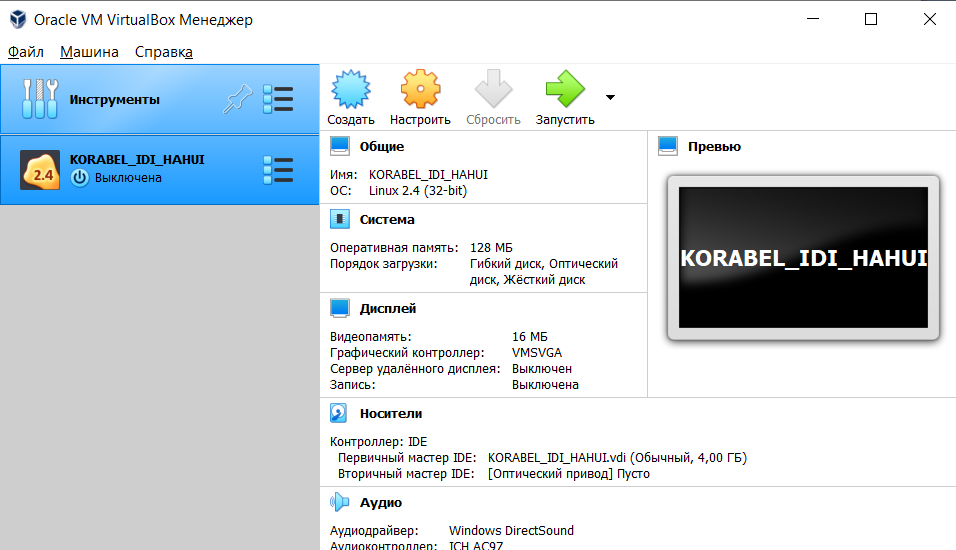 Oracle VM VirtualBox Менеджер
Файл Машина Справка
Инструменты
2.4
KORABEL_IDI_HAHUI
Выключена
Создать Настроить Сбросить Запустить
Общие
Имя: KORABEL_IDI_HAHUI
ОС: Linux 2.4 (32-bit)
Система
Оперативная память: 128 МБ
Порядок загрузки: Гибкий диск, Оптический
диск, Жёсткий диск
Дисплей
Видеопамять: 16 МБ
Графический контроллер: VMSVGA
Сервер удалённого дисплея: Выключен
Запись: Выключена
Превью
KORABEL_IDI_HAHUI
Носители
Контроллер: IDE
Первичный мастер IDE: KORABEL_IDI_HAHUI.vdi (Обычный, 4,00 ГБ)
Вторичный мастер IDE: [Оптический привод] Пусто
Аудио
Аудиодрайвер: Windows DirectSound
Аудиоконтроллер: ICH AC97